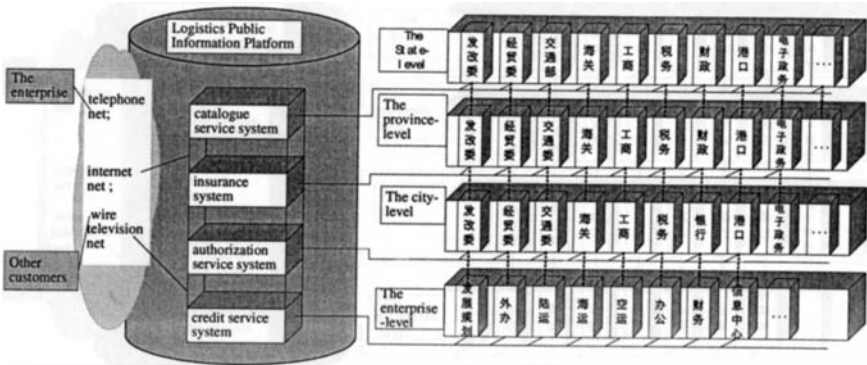 Logistics Public
Information Platform
The enterprise
telephone
net;
internet
net ;
wire
television
net
Other
customers
catalogue
service system
insurance
system
authorization
service system
credit service
system
The
State-
level
发改委
经贸委
交通部
海关
工商
税务
财政
港口
电子政务
...
The
province-
level
发改委
经贸委
交通委
海关
工商
税务
财政
港口
电子政务
...
The city-
level
发改委
经贸委
交通委
海关
工商
税务
银行
港口
电子政务
...
The
enterprise
-level
发展规划
外办
陆运
海运
空运
办公
财务
信息中心
...